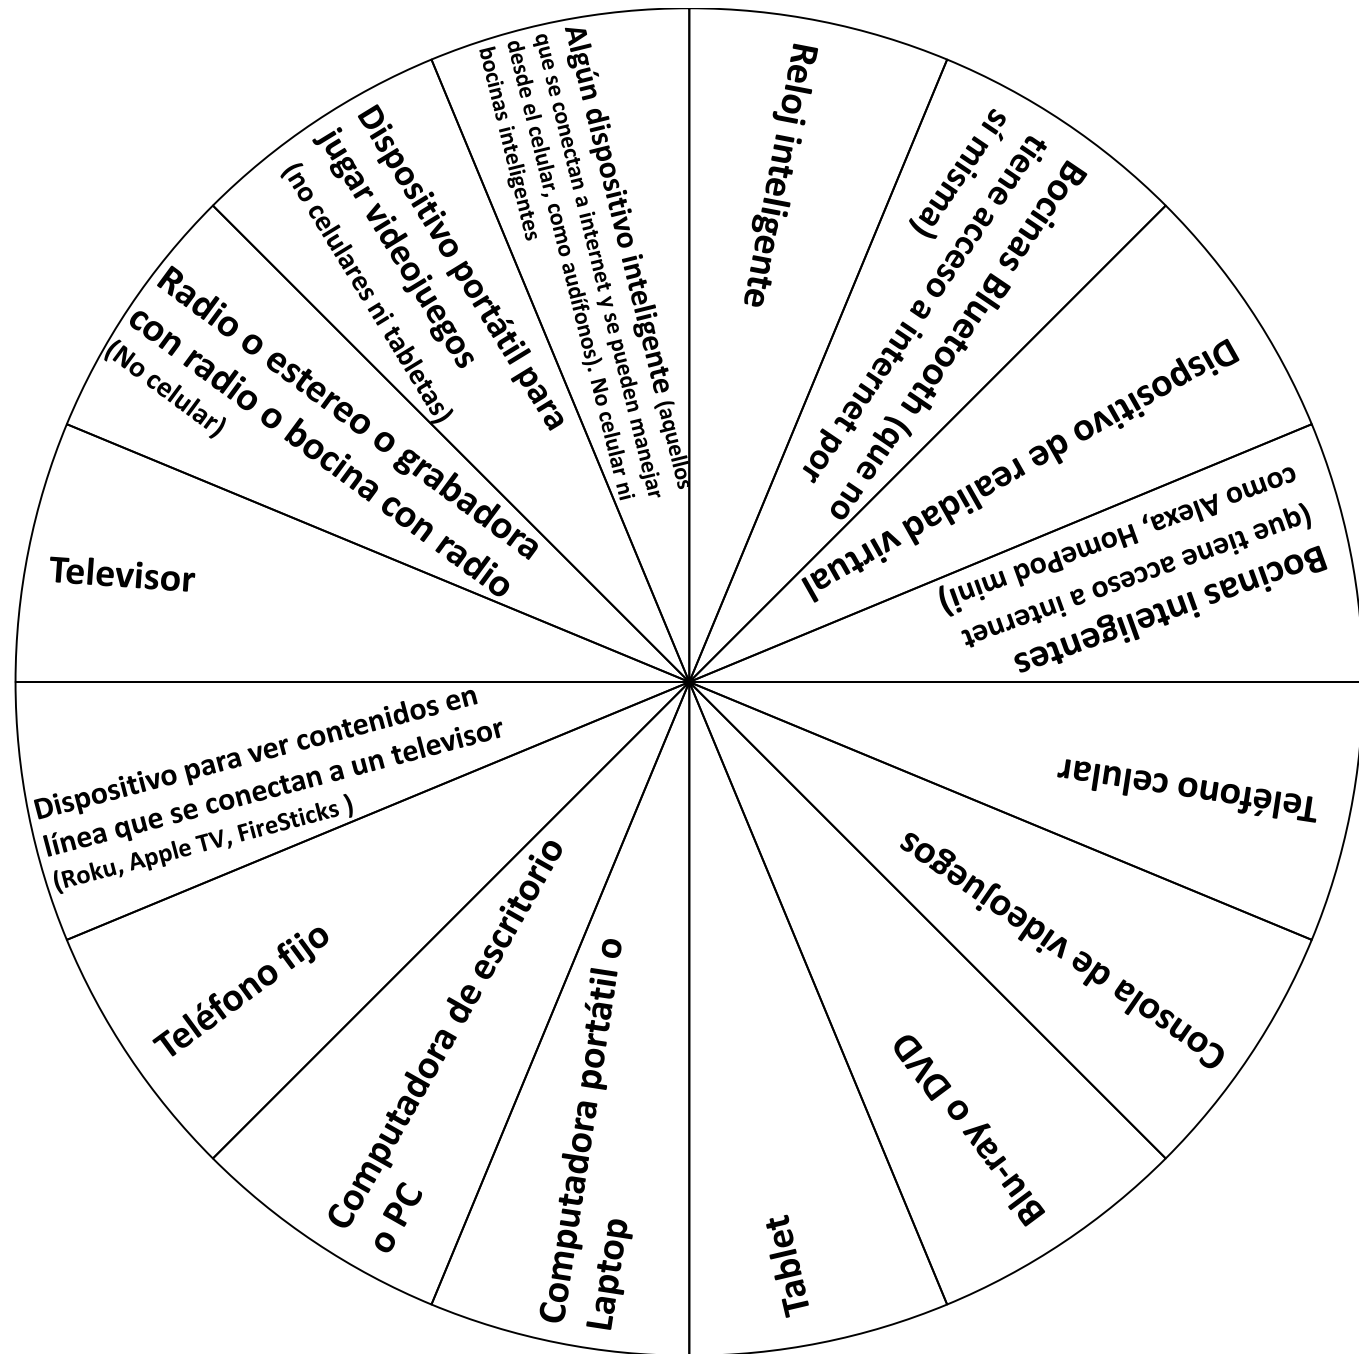 Reloj inteligente
Bocinas Bluetooth (que no
tiene acceso a internet por
sí misma)
Dispositivo de realidad virtual
Bocinas inteligentes
(que tiene acceso a internet
como Alexa, HomePod mini)
Teléfono celular
Consola de videojuegos
Blu-ray o DVD
Tablet
Computadora portátil o
Laptop
Computadora de escritorio
o PC
Teléfono fijo
Dispositivo para ver contenidos en
línea que se conectan a un televisor
(Roku, Apple TV, FireSticks )
Televisor
Radio o estereo o grabadora
con radio o bocina con radio
(No celular)
Dispositivo portátil para
jugar videojuegos
(no celulares ni tabletas)
Algún dispositivo inteligente (aquellos
que se conectan a internet y se pueden manejar
desde el celular, como audífonos). No celular ni
bocinas inteligentes